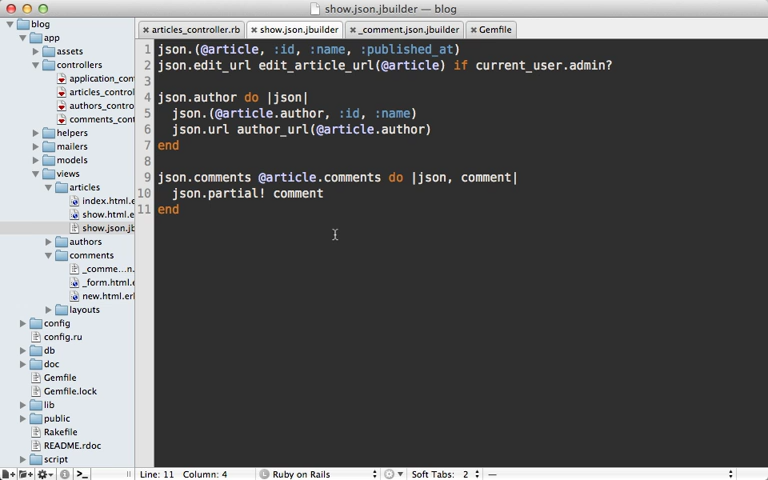 show.json.jbuilder — blog
blog
app
assets
controllers
application_con
articles_control
authors_contro
comments_cont
helpers
mailers
models
views
articles
index.html.e
show.html.e
show.json.jb
authors
comments
_comme...n.
_form.html.e
new.html.erl
layouts
config
config.ru
db
doc
Gemfile
Gemfile.lock
lib
public
Rakefile
README.rdoc
script
articles_controller.rb
show.json.jbuilder
_comment.json.jbuilder
Gemfile
1 json.(@article, :id, :name, :published_at)
2 json.edit_url edit_article_url(@article) if current_user.admin?
3
4 json.author do |json|
5 json.(@article.author, :id, :name)
6 json.url author_url(@article.author)
7 end
8
9 json.comments @article.comments do |json, comment|
10 json.partial! comment
11 end
Line: 11 Column: 4
Ruby on Rails
Soft Tabs: 2
—